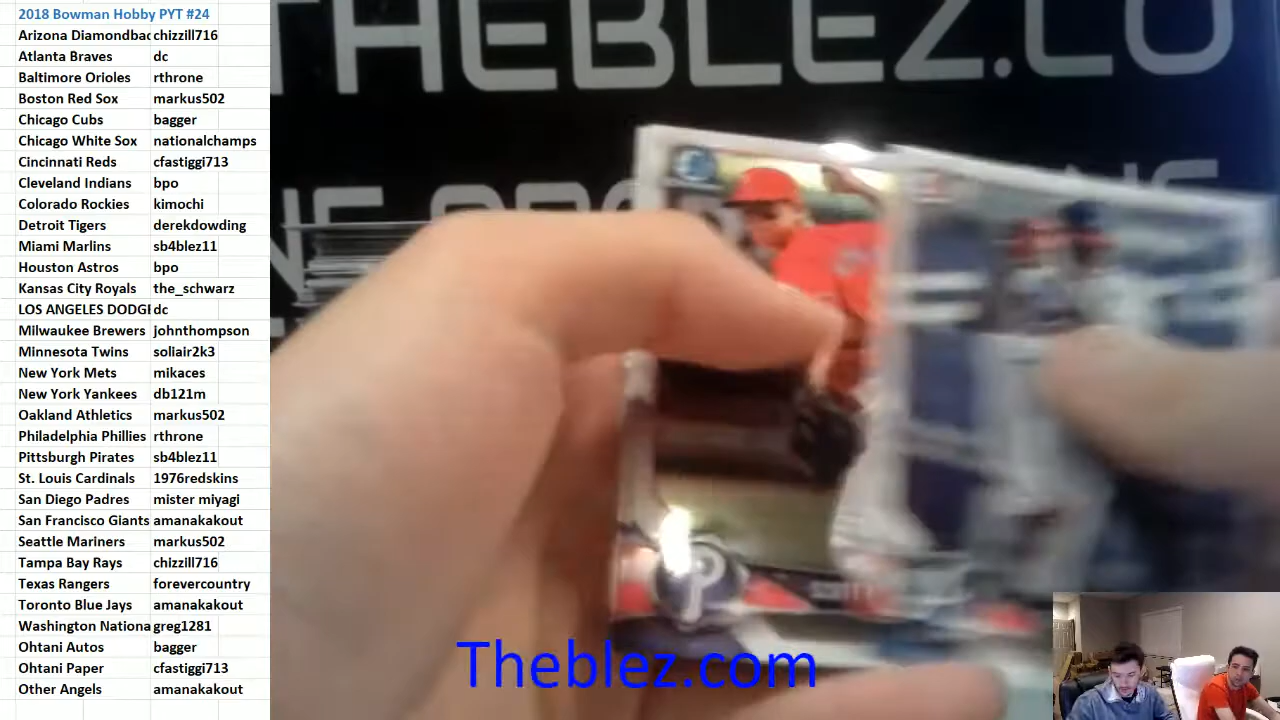 2018 Bowman Hobby PYT #24
Arizona Diamondbac chizzill716
Atlanta Braves dc
Baltimore Orioles rthrone
Boston Red Sox markus502
Chicago Cubs bagger
Chicago White Sox nationalchamps
Cincinnati Reds cfastiggi713
Cleveland Indians bpo
Colorado Rockies kimochi
Detroit Tigers derekdowding
Miami Marlins sb4blez11
Houston Astros bpo
Kansas City Royals the_schwarz
LOS ANGELES DODGE dc
Milwaukee Brewers johnthompson
Minnesota Twins soliair2k3
New York Mets mikaces
New York Yankees db121m
Oakland Athletics markus502
Philadelphia Phillies rthrone
Pittsburgh Pirates sb4blez11
St. Louis Cardinals 1976redskins
San Diego Padres mister miyagi
San Francisco Giants amanakakout
Seattle Mariners markus502
Tampa Bay Rays chizzill716
Texas Rangers forevercountry
Toronto Blue Jays amanakakout
Washington Nationa greg1281
Ohtani Autos bagger
Ohtani Paper cfastiggi713
Other Angels amanakakout
THEBLEZ.CO
P
Theblez.com